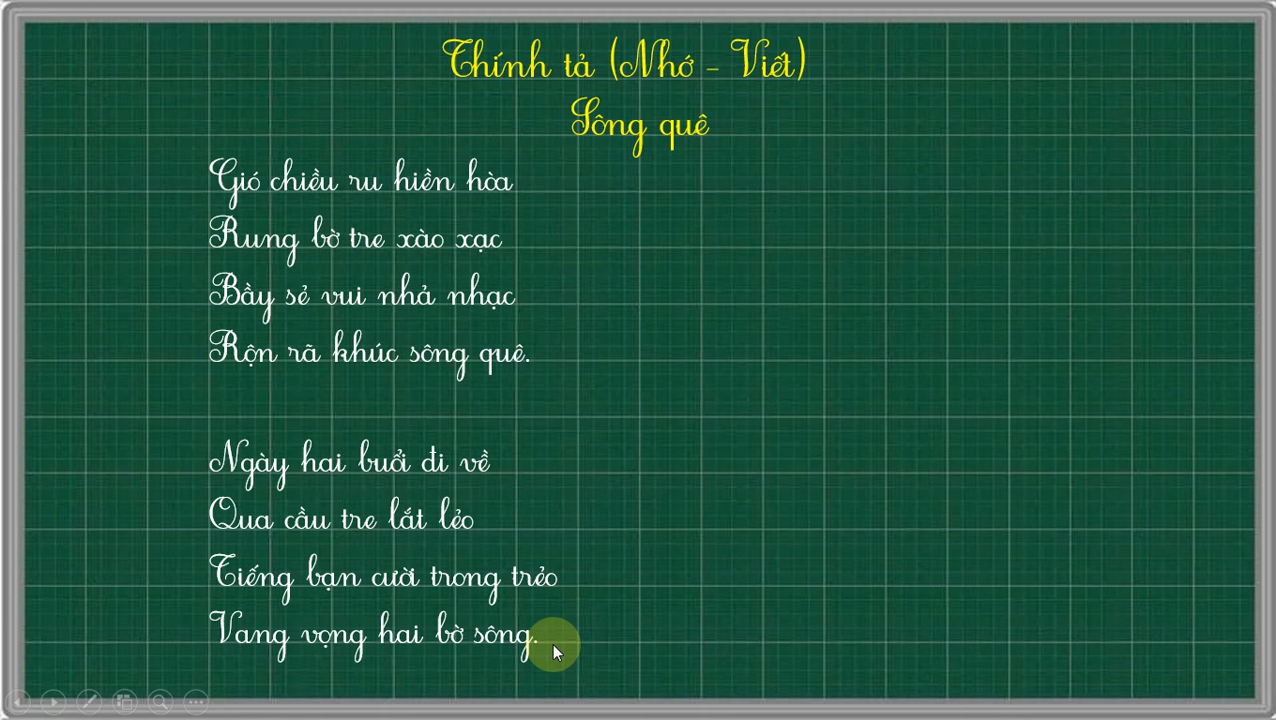 Chính tả (Nhớ – Viết)
Sông quê
Gió chiều ru hiền hòa
Rung bờ tre xào xạc
Bầy sẻ vui nhả nhạc
Rộn rã khúc sông quê.
Ngày hai buổi đi về
Qua cầu tre lắt lẻo
Tiếng bạn cười trong trẻo
Vang vọng hai bờ sông.